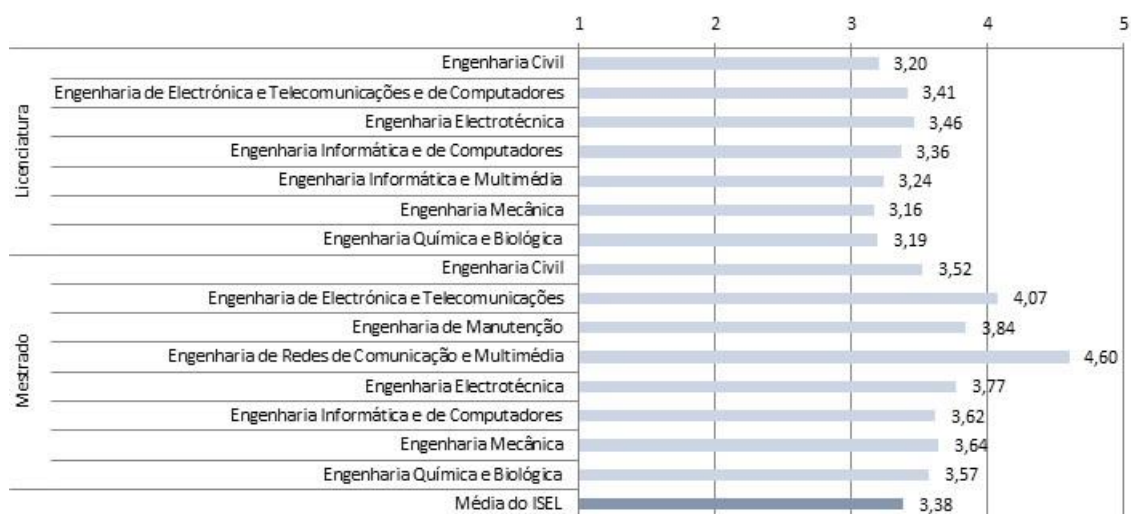 1 2 3 4 5
Licenciatura
Engenharia Civil 3,20
Engenharia de Electrónica e Telecomunicações e de Computadores 3,41
Engenharia Electrotécnica 3,46
Engenharia Informática e de Computadores 3,36
Engenharia Informática e Multimédia 3,24
Engenharia Mecânica 3,16
Engenharia Química e Biológica 3,19
Mestrado
Engenharia Civil 3,52
Engenharia de Electrónica e Telecomunicações 4,07
Engenharia de Manutenção 3,84
Engenharia de Redes de Comunicação e Multimédia 4,60
Engenharia Electrotécnica 3,77
Engenharia Informática e de Computadores 3,62
Engenharia Mecânica 3,64
Engenharia Química e Biológica 3,57
Média do ISEL 3,38